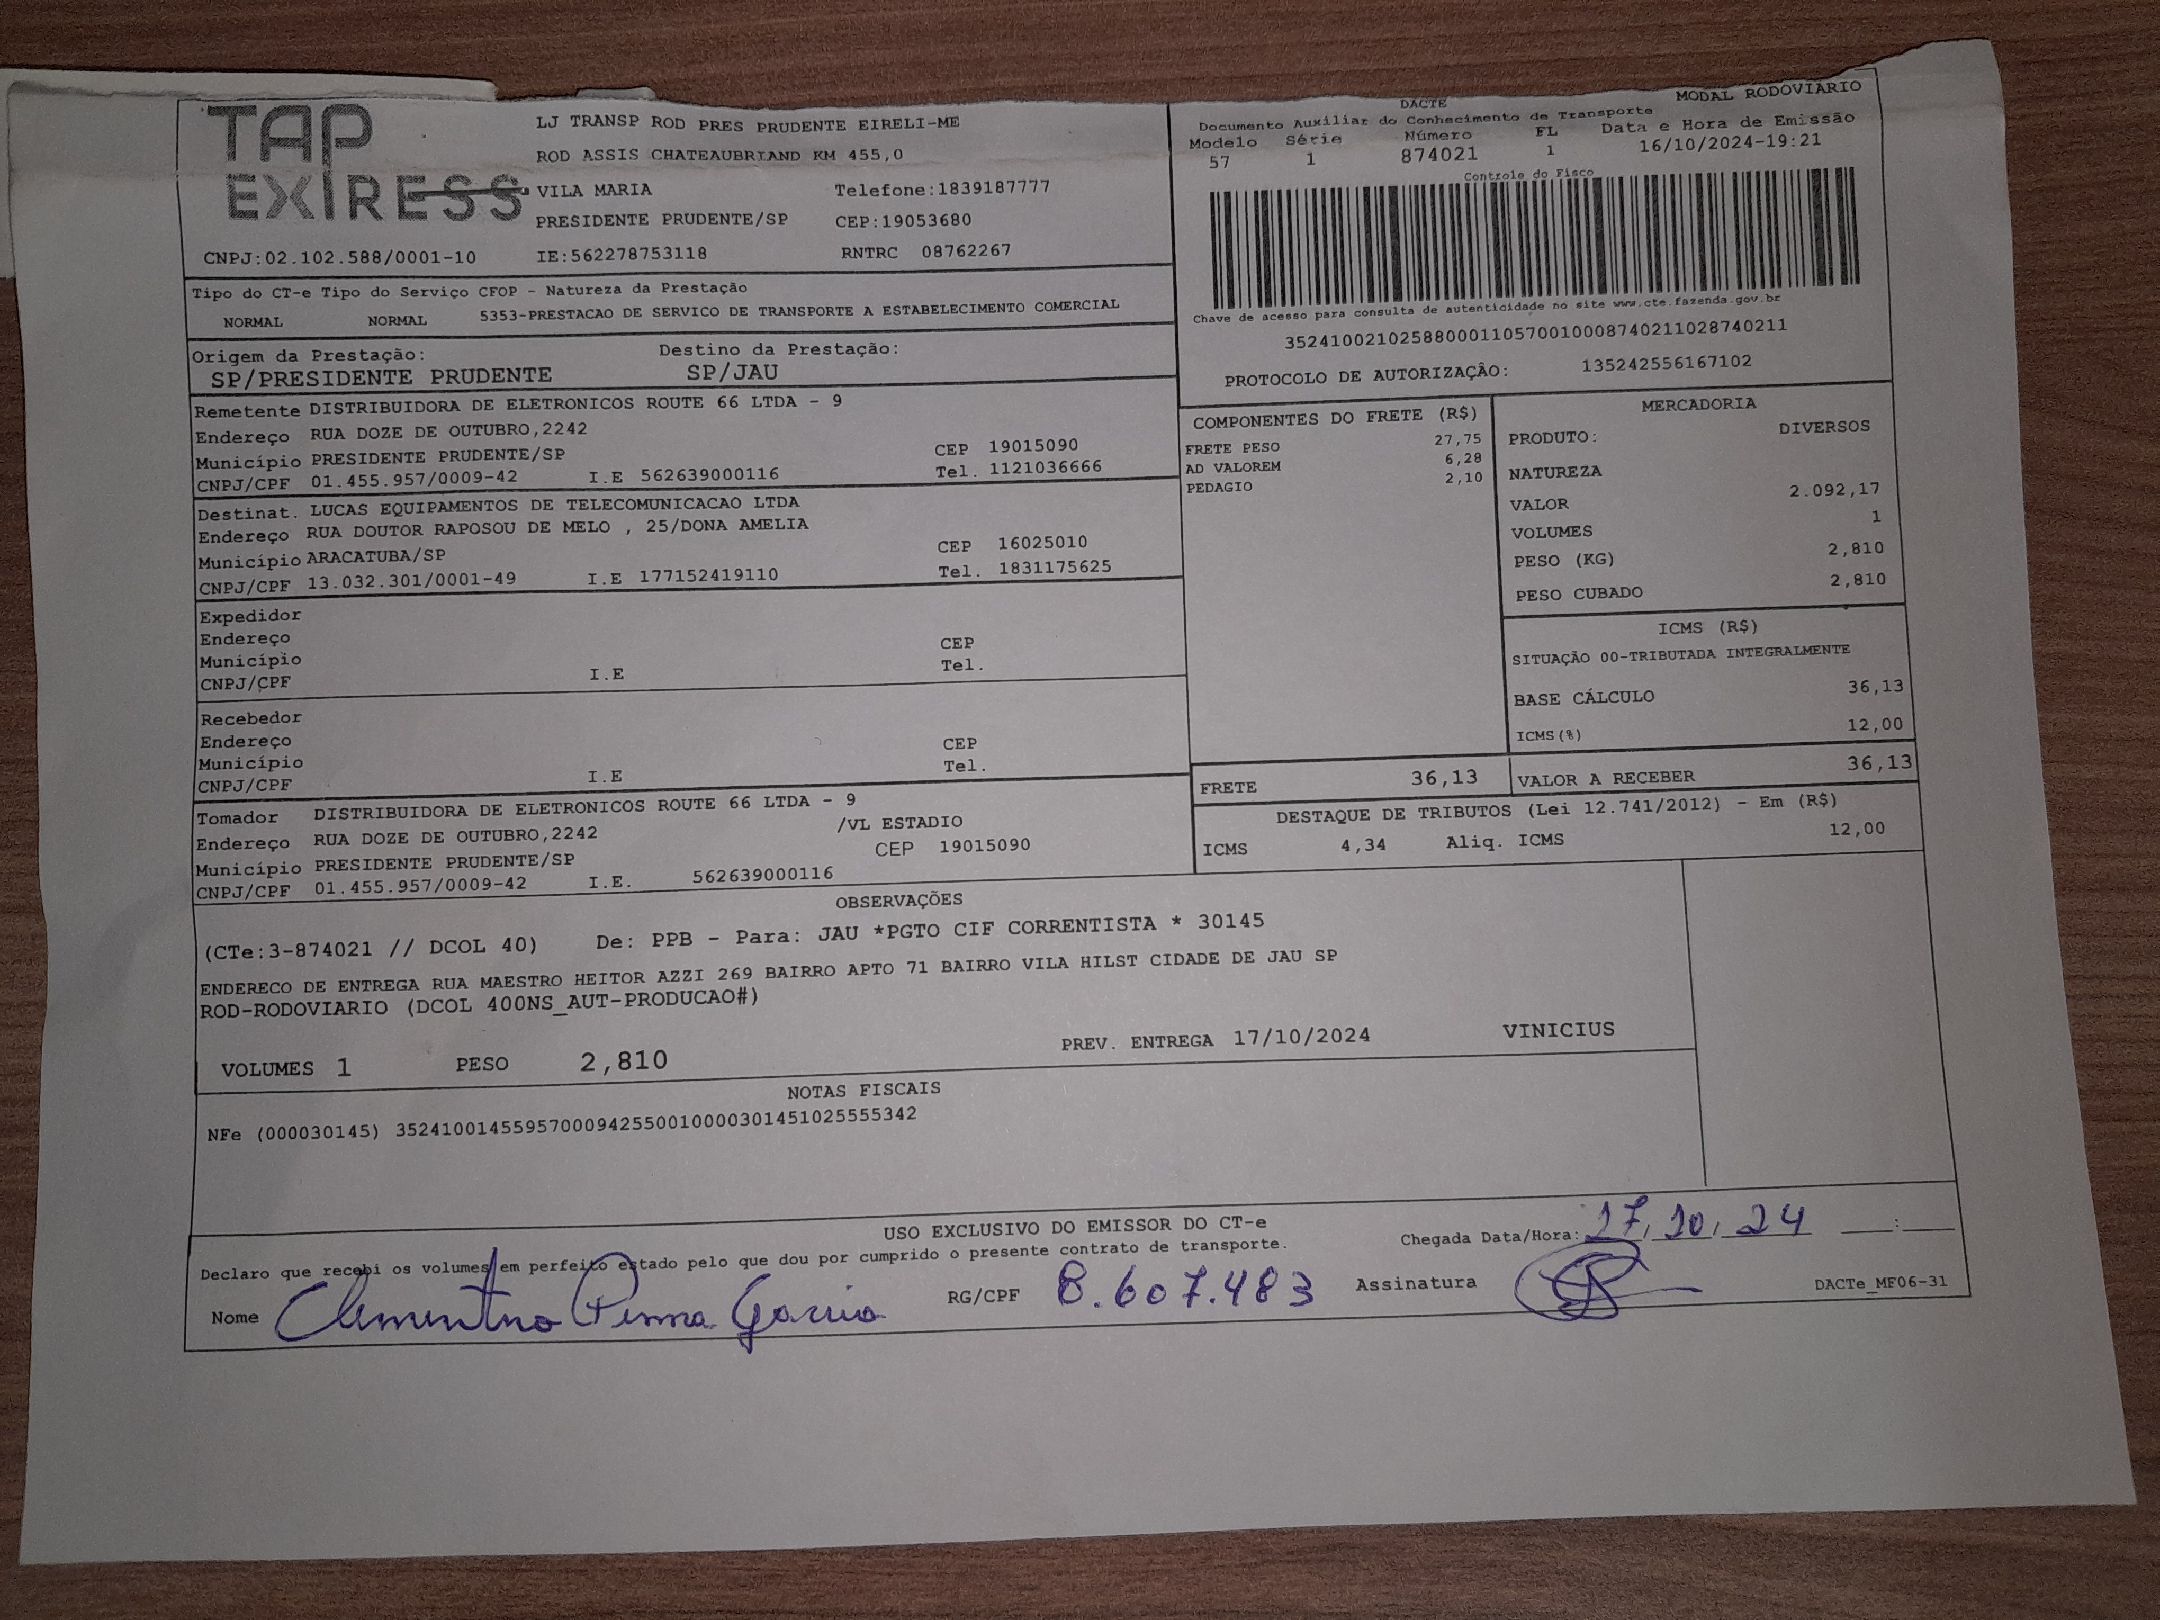 TAP
EXPRESS
LJ TRANSP ROD PRES PRUDENTE EIRELI-ME
ROD ASSIS CHATEAUBRIAND KM 455,0
VILA MARIA Telefone:1839187777
PRESIDENTE PRUDENTE/SP CEP:19053680
CNPJ:02.102.588/0001-10 IE:562278753118 RNTRC 08762267
DACTE MODAL RODOVIÁRIO
Documento Auxiliar do Conhecimento de Transporte
Modelo Série Número FL Data e Hora de Emissão
57 1 874021 1 16/10/2024-19:21
Controle do Fisco
Chave de acesso para consulta de autenticidade no site www.cte.fazenda.gov.br
35241002102588000110570010008740211028740211
PROTOCOLO DE AUTORIZAÇÂO: 135242556167102
Tipo do CT-e Tipo do Serviço CFOP - Natureza da Prestação
NORMAL NORMAL 5353-PRESTACAO DE SERVICO DE TRANSPORTE A ESTABELECIMENTO COMERCIAL
Origem da Prestação: Destino da Prestação:
SP/PRESIDENTE PRUDENTE SP/JAU
Remetente DISTRIBUIDORA DE ELETRONICOS ROUTE 66 LTDA - 9
Endereço RUA DOZE DE OUTUBRO,2242
Município PRESIDENTE PRUDENTE/SP CEP 19015090
CNPJ/CPF 01.455.957/0009-42 I.E 562639000116 Tel. 1121036666
Destinat. LUCAS EQUIPAMENTOS DE TELECOMUNICACAO LTDA
Endereço RUA DOUTOR RAPOSOU DE MELO , 25/DONA AMELIA
Município ARACATUBA/SP CEP 16025010
CNPJ/CPF 13.032.301/0001-49 I.E 177152419110 Tel. 1831175625
Expedidor
Endereço
Município CEP
CNPJ/CPF I.E Tel.
Recebedor
Endereço
Município CEP
CNPJ/CPF I.E Tel.
Tomador DISTRIBUIDORA DE ELETRONICOS ROUTE 66 LTDA - 9
Endereço RUA DOZE DE OUTUBRO,2242 /VL ESTADIO
Município PRESIDENTE PRUDENTE/SP CEP 19015090
CNPJ/CPF 01.455.957/0009-42 I.E. 562639000116
COMPONENTES DO FRETE (R$)
FRETE PESO 27,75
AD VALOREM 6,28
PEDAGIO 2,10
MERCADORIA
PRODUTO: DIVERSOS
NATUREZA
VALOR 2.092,17
VOLUMES 1
PESO (KG) 2,810
PESO CUBADO 2,810
ICMS (R$)
SITUAÇÃO 00-TRIBUTADA INTEGRALMENTE
BASE CÁLCULO 36,13
ICMS(%) 12,00
FRETE 36,13 VALOR A RECEBER 36,13
DESTAQUE DE TRIBUTOS (Lei 12.741/2012) - Em (R$)
ICMS 4,34 Aliq. ICMS 12,00
OBSERVAÇÕES
(CTe:3-874021 // DCOL 40) De: PPB - Para: JAU *PGTO CIF CORRENTISTA * 30145
ENDERECO DE ENTREGA RUA MAESTRO HEITOR AZZI 269 BAIRRO APTO 71 BAIRRO VILA HILST CIDADE DE JAU SP
ROD-RODOVIARIO (DCOL 400NS_AUT-PRODUCAO#)
VOLUMES 1 PESO 2,810 PREV. ENTREGA 17/10/2024 VINICIUS
NOTAS FISCAIS
NFe (000030145) 35241001455957000942550010000301451025555342
USO EXCLUSIVO DO EMISSOR DO CT-e
Declaro que recebi os volumes em perfeito estado pelo que dou por cumprido o presente contrato de transporte.
Chegada Data/Hora: 17, 10, 24 __:__
Nome Clementino Penna Garcia RG/CPF 8.607.483 Assinatura DACTe_MF06-31